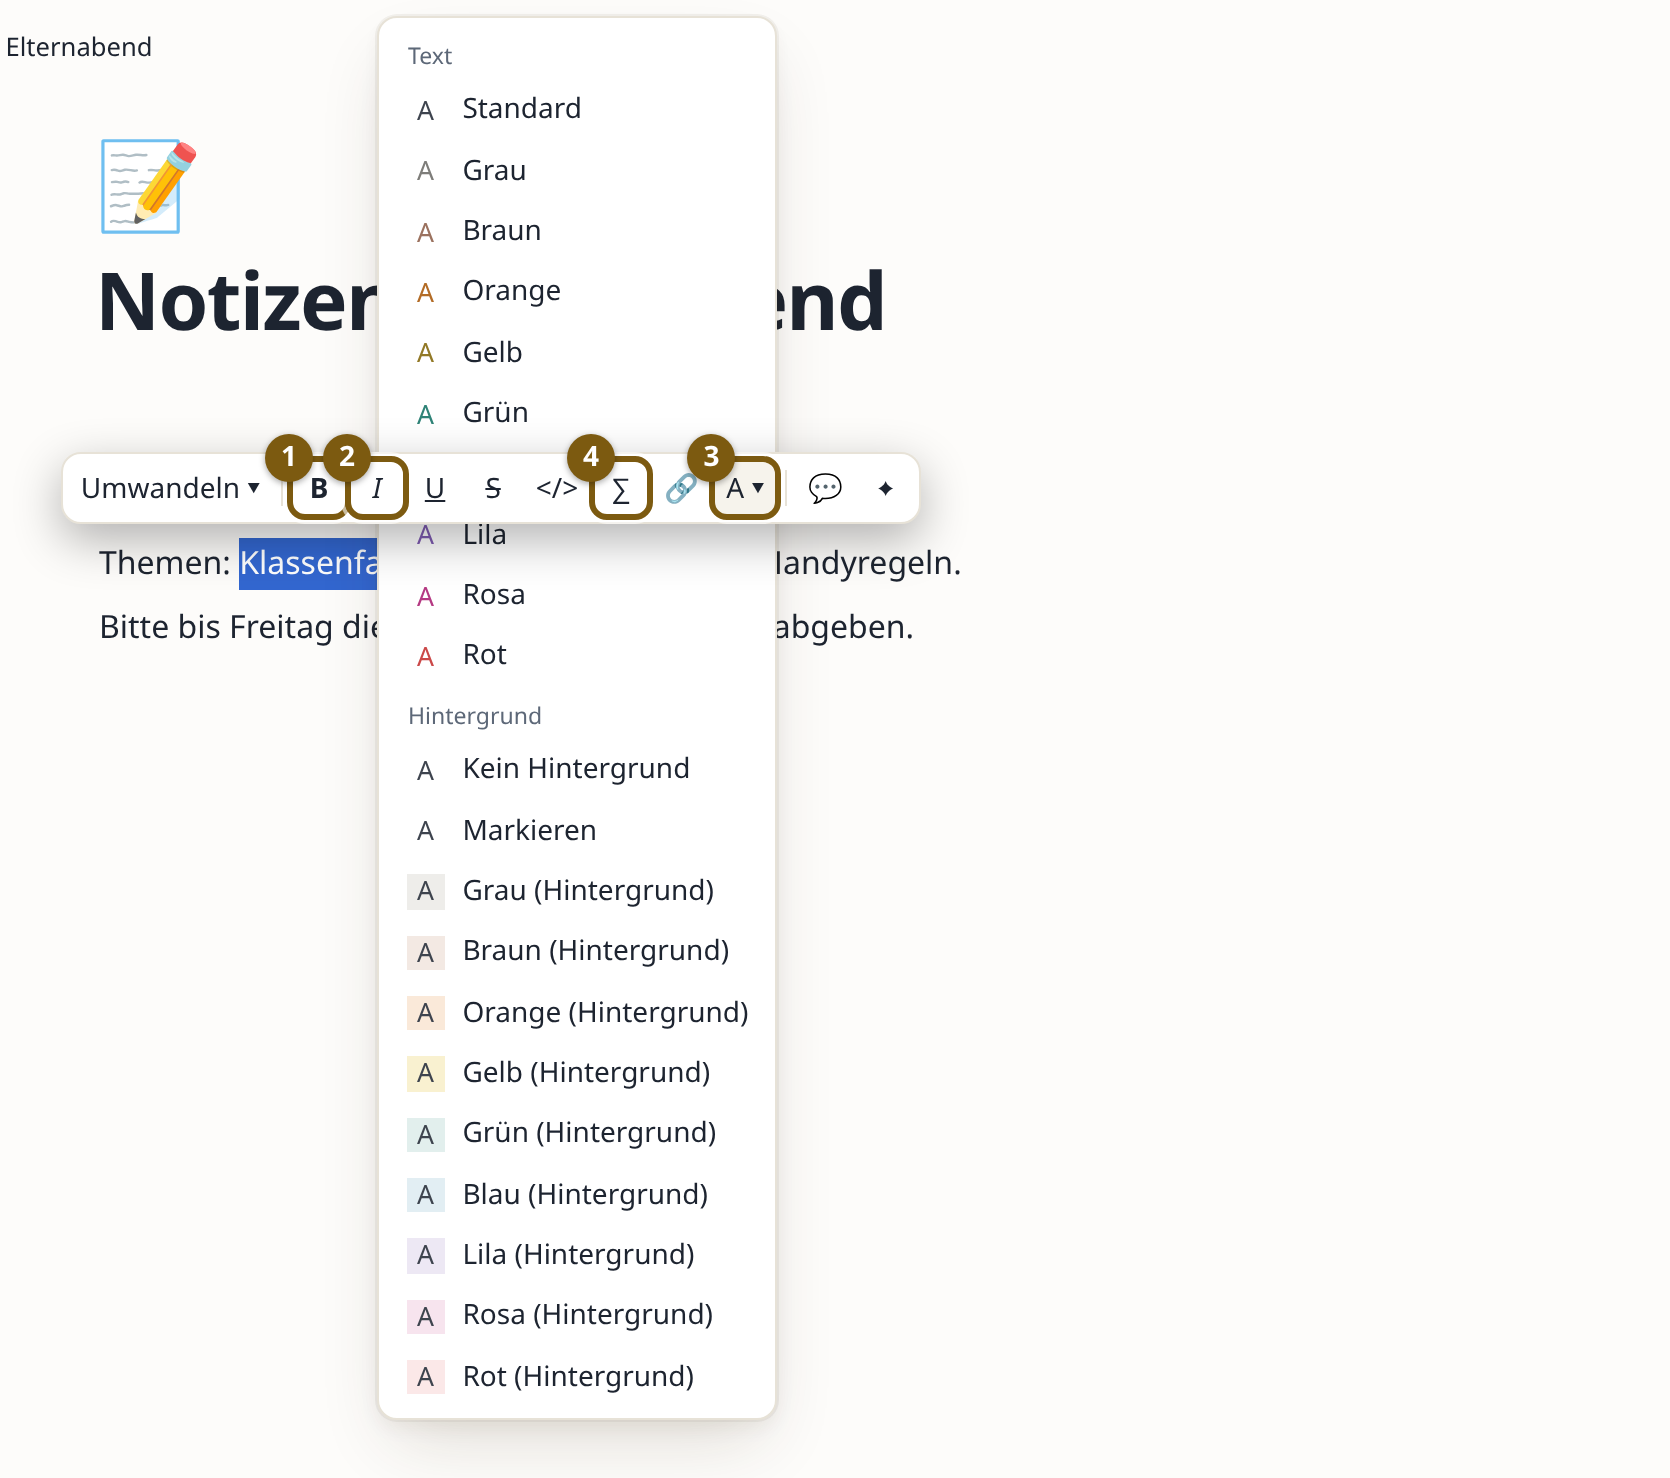 Elternabend
Text
A Standard
A Grau
A Braun
A Orange
A Gelb
A Grün
Notizen end
1 2 4 3
Umwandeln B I U S </> ∑ A
A Lila
Themen: Klassenfa andyregeln.
A Rosa
Bitte bis Freitag die abgeben.
A Rot
Hintergrund
A Kein Hintergrund
A Markieren
A Grau (Hintergrund)
A Braun (Hintergrund)
A Orange (Hintergrund)
A Gelb (Hintergrund)
A Grün (Hintergrund)
A Blau (Hintergrund)
A Lila (Hintergrund)
A Rosa (Hintergrund)
A Rot (Hintergrund)